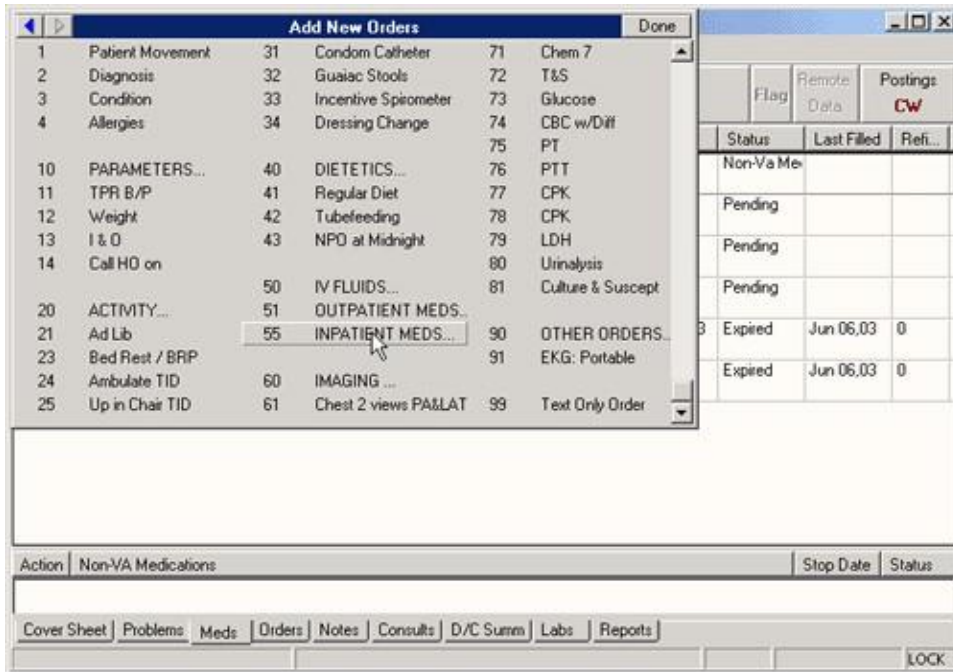 Add New Orders Done
1 Patient Movement 31 Condom Catheter 71 Chem 7
2 Diagnosis 32 Guaiac Stools 72 T&S
3 Condition 33 Incentive Spirometer 73 Glucose
4 Allergies 34 Dressing Change 74 CBC w/Diff
75 PT
10 PARAMETERS... 40 DIETETICS... 76 PTT
11 TPR B/P 41 Regular Diet 77 CPK
12 Weight 42 Tubefeeding 78 CPK
13 I & O 43 NPO at Midnight 79 LDH
14 Call HO on 80 Urinalysis
50 IV FLUIDS... 81 Culture & Suscept
20 ACTIVITY... 51 OUTPATIENT MEDS..
21 Ad Lib 55 INPATIENT MEDS... 90 OTHER ORDERS..
23 Bed Rest / BRP 91 EKG: Portable
24 Ambulate TID 60 IMAGING ...
25 Up in Chair TID 61 Chest 2 views PA&LAT 99 Text Only Order
Flag Remote Data Postings CW
Status Last Filled Refi...
Non-Va Me
Pending
Pending
Pending
3 Expired Jun 06,03 0
Expired Jun 06,03 0
Action Non-VA Medications Stop Date Status
Cover Sheet Problems Meds Orders Notes Consults D/C Summ Labs Reports
LOCK